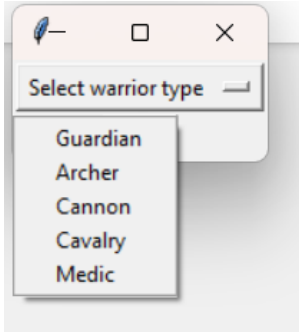 Select warrior type
Guardian
Archer
Cannon
Cavalry
Medic